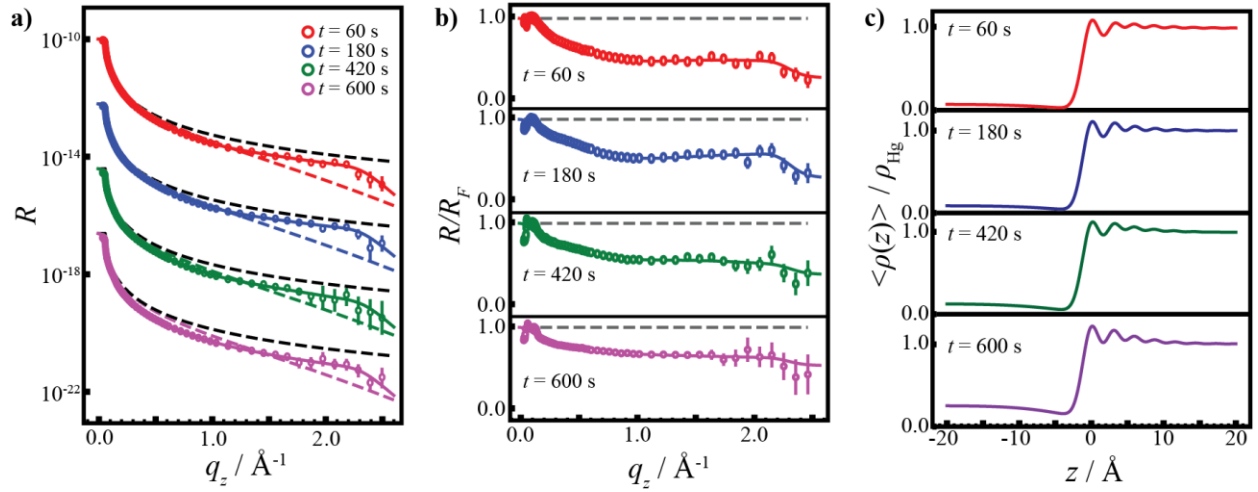 a)
t = 60 s
t = 180 s
t = 420 s
t = 600 s
10⁻¹⁰
10⁻¹⁴
10⁻¹⁸
10⁻²²
R
0.0 1.0 2.0
q_z / Å⁻¹
b)
1.0
t = 60 s
0.0
1.0
t = 180 s
0.0
1.0
t = 420 s
0.0
1.0
t = 600 s
0.0
R/R_F
0.0 1.0 2.0
q_z / Å⁻¹
c)
1.0
t = 60 s
0.0
1.0
t = 180 s
0.0
1.0
t = 420 s
0.0
1.0
t = 600 s
0.0
<ρ(z)> / ρ_Hg
-20 -10 0 10 20
z / Å